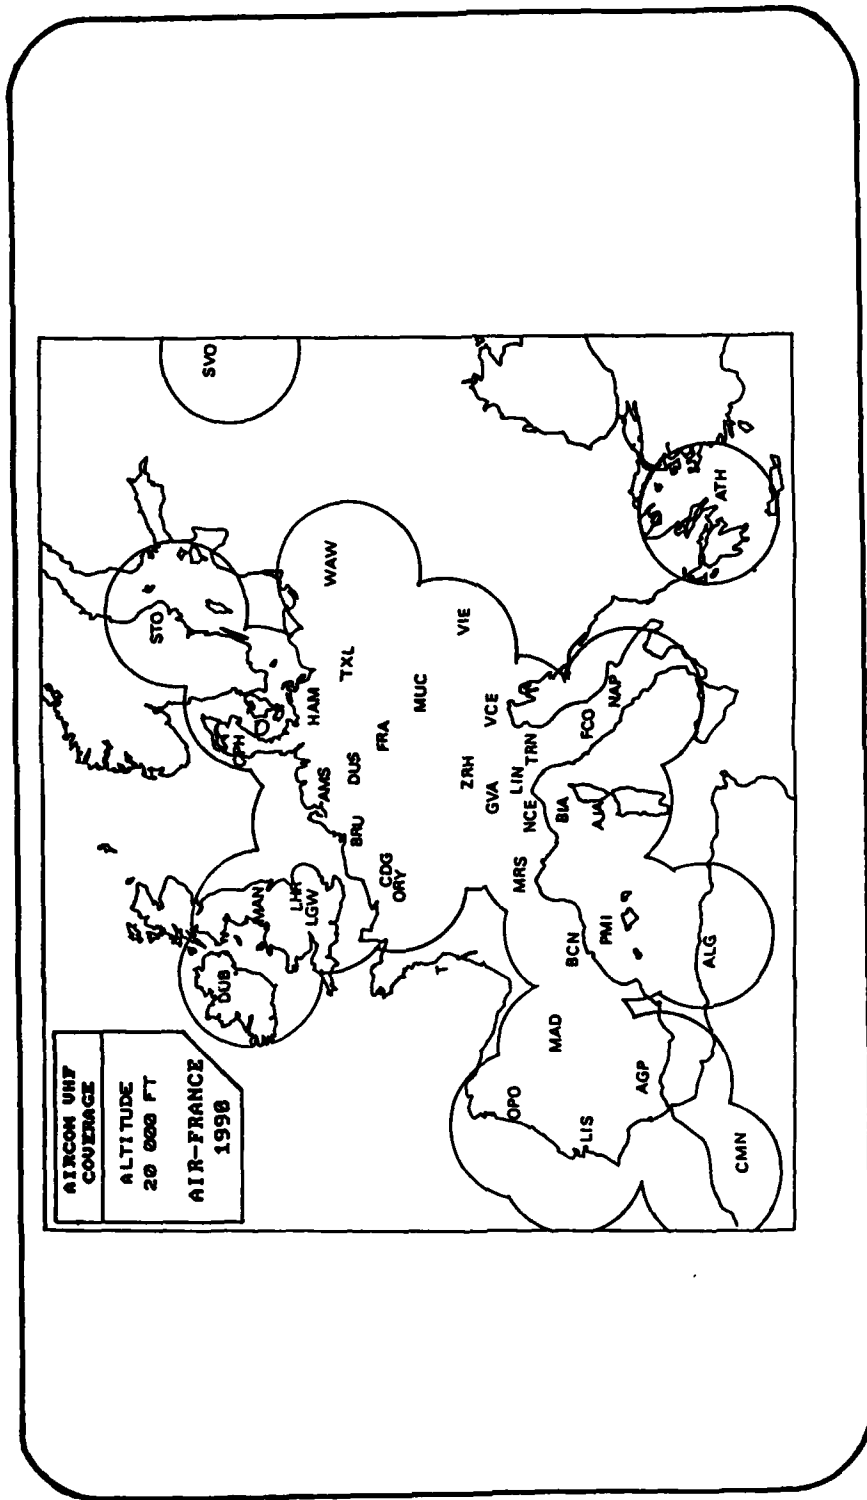 AIRCOM VHF
COVERAGE
ALTITUDE
20 000 FT
AIR-FRANCE
1990
STO
SVO
DUB
CPH
MAN
LHR
LGW
HAM
AMS
WAW
BRU
DUS
TXL
CDG
ORY
FRA
MUC
ZRH
VIE
GVA
VCE
OPO
MRS
LIN
NCE
TRN
MAD
BIA
BCN
LIS
AJA
FCO
PMI
NAP
AGP
ALG
ATH
CMN